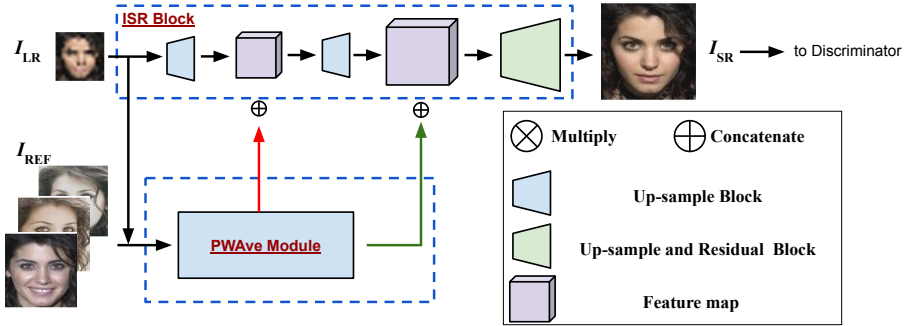 ISR Block
I_LR
I_SR
to Discriminator
I_REF
PWAve Module
Multiply
Concatenate
Up-sample Block
Up-sample and Residual Block
Feature map